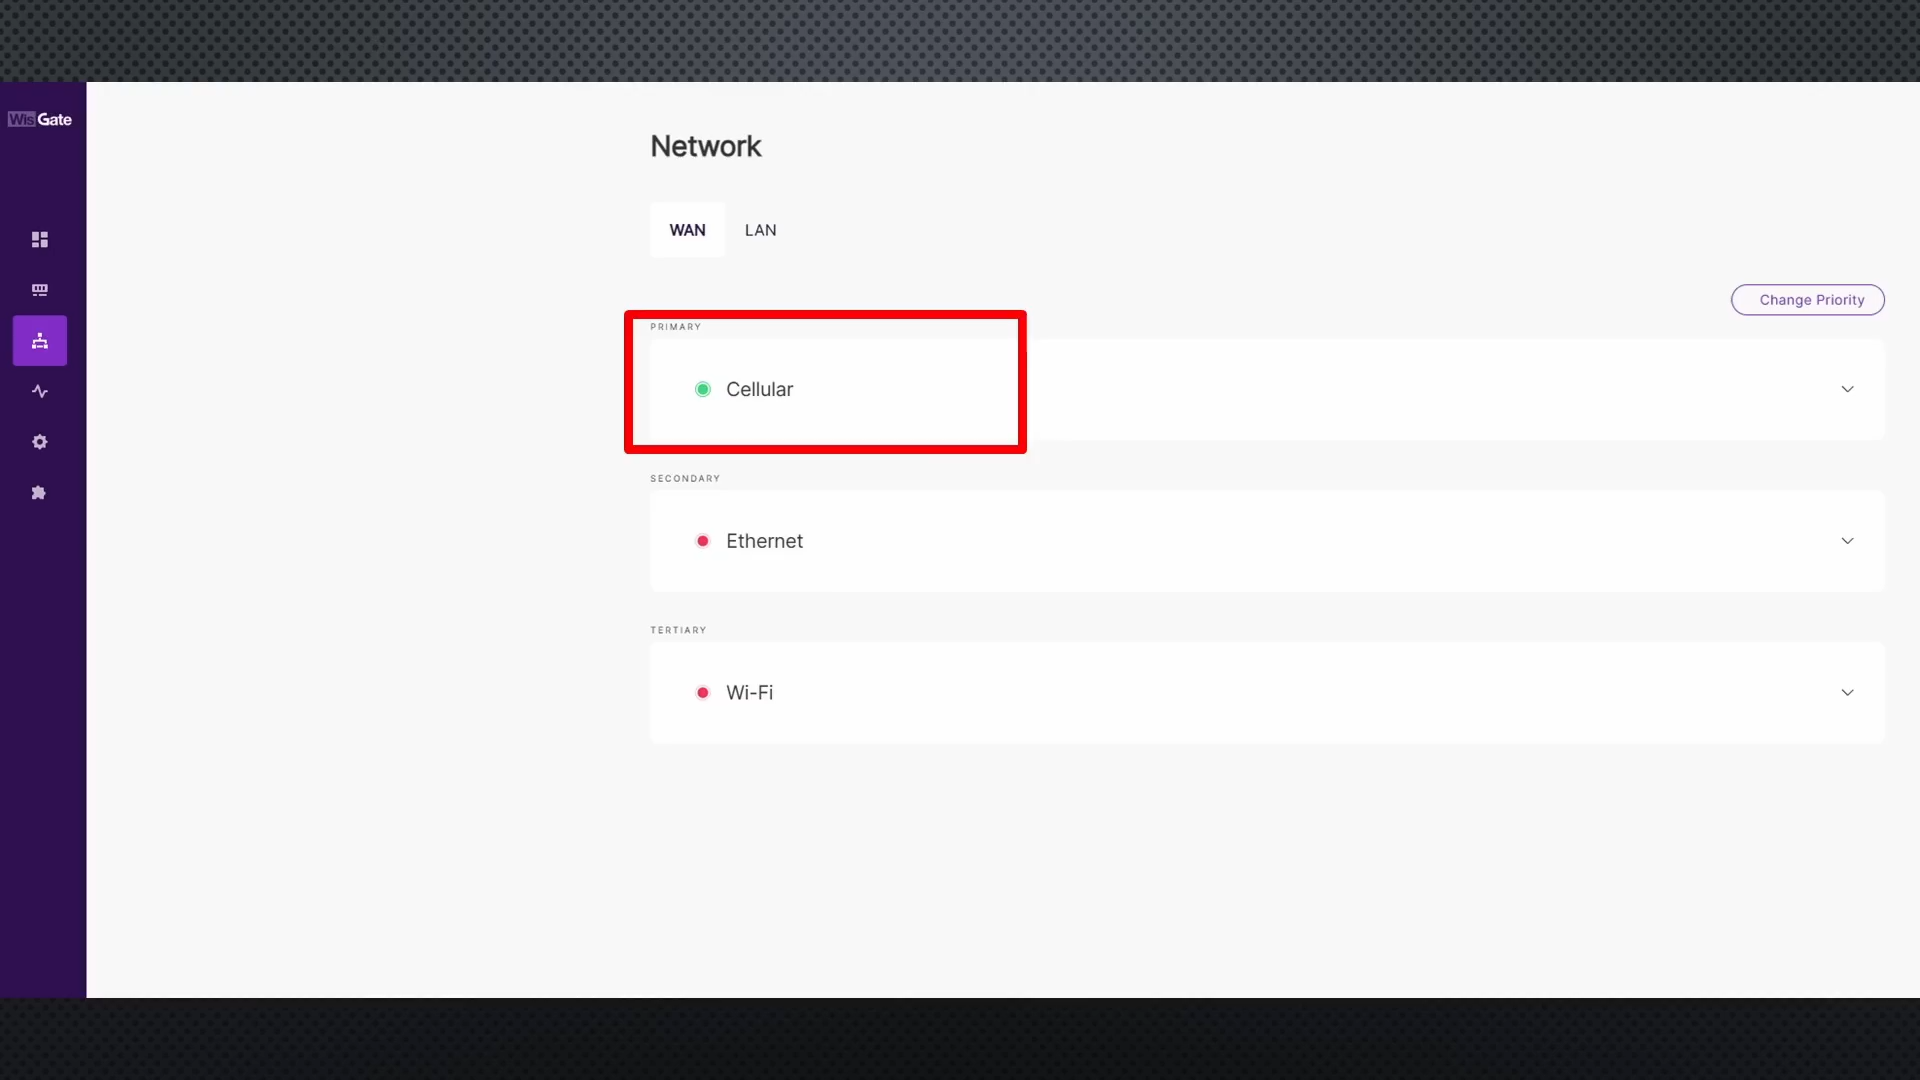 WisGate
Network
WAN LAN
Change Priority
PRIMARY
Cellular
SECONDARY
Ethernet
TERTIARY
Wi-Fi